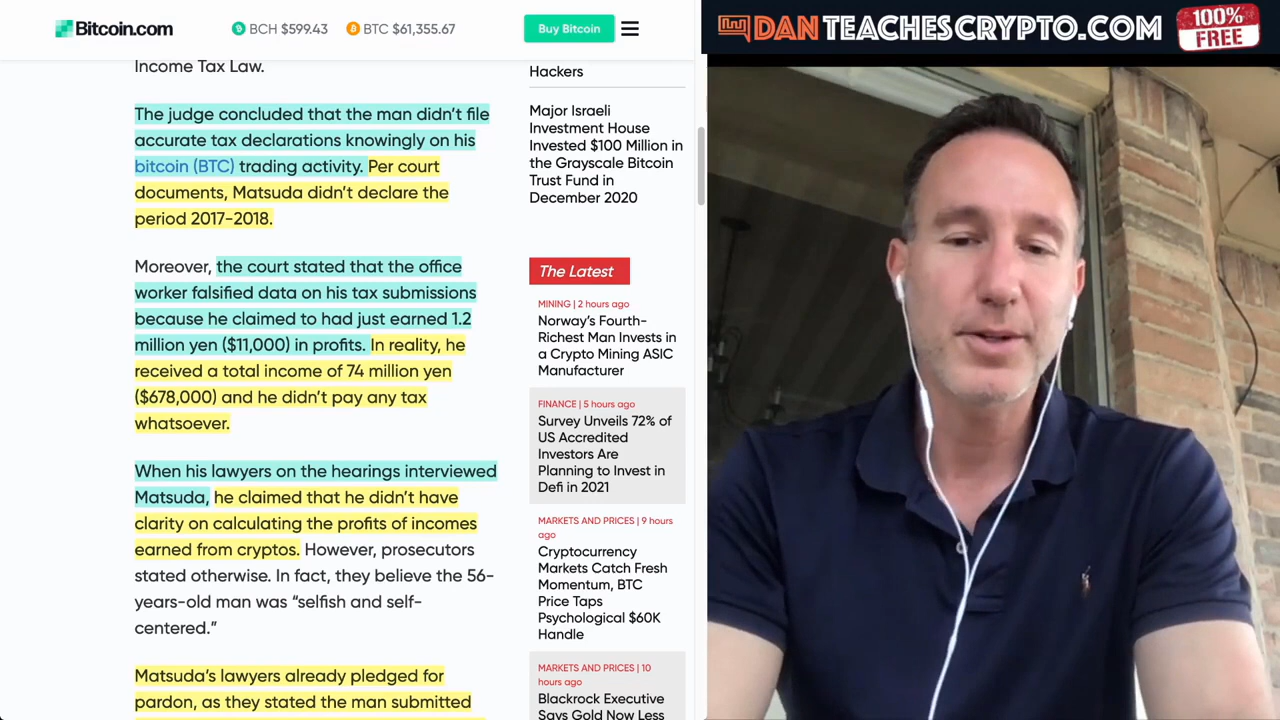 Bitcoin.com
BCH $599.43
BTC $61,355.67
Buy Bitcoin
DANTEACHESCRYPTO.COM
100%
FREE
Income Tax Law.
The judge concluded that the man didn't file
accurate tax declarations knowingly on his
bitcoin (BTC) trading activity. Per court
documents, Matsuda didn't declare the
period 2017-2018.
Moreover, the court stated that the office
worker falsified data on his tax submissions
because he claimed to had just earned 1.2
million yen ($11,000) in profits. In reality, he
received a total income of 74 million yen
($678,000) and he didn't pay any tax
whatsoever.
When his lawyers on the hearings interviewed
Matsuda, he claimed that he didn't have
clarity on calculating the profits of incomes
earned from cryptos. However, prosecutors
stated otherwise. In fact, they believe the 56-
years-old man was “selfish and self-
centered.”
Matsuda's lawyers already pledged for
pardon, as they stated the man submitted
Hackers
Major Israeli
Investment House
Invested $100 Million in
the Grayscale Bitcoin
Trust Fund in
December 2020
The Latest
MINING | 2 hours ago
Norway's Fourth-
Richest Man Invests in
a Crypto Mining ASIC
Manufacturer
FINANCE | 5 hours ago
Survey Unveils 72% of
US Accredited
Investors Are
Planning to Invest in
Defi in 2021
MARKETS AND PRICES | 9 hours
ago
Cryptocurrency
Markets Catch Fresh
Momentum, BTC
Price Taps
Psychological $60K
Handle
MARKETS AND PRICES | 10
hours ago
Blackrock Executive
Says Gold Now Less